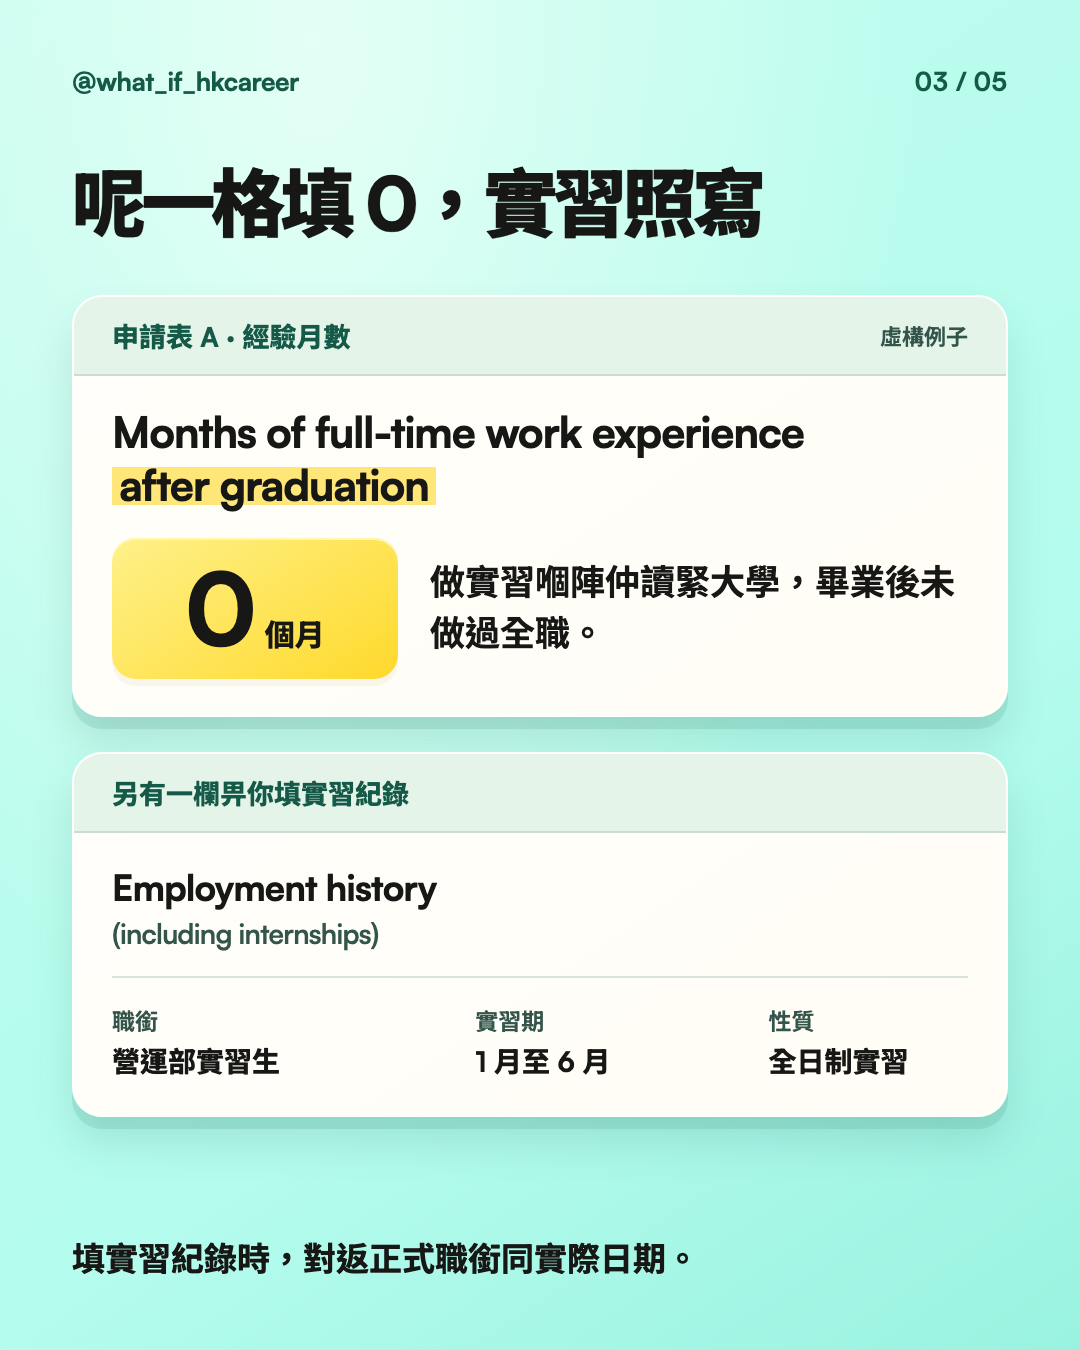 @what_if_hkcareer
03 / 05
呢一格填 0，實習照寫
申請表 A · 經驗月數
虛構例子
Months of full-time work experience
after graduation
0 個月
做實習嗰陣仲讀緊大學，畢業後未
做過全職。
另有一欄畀你填實習紀錄
Employment history
(including internships)
職銜
實習期
性質
營運部實習生
1 月至 6 月
全日制實習
填實習紀錄時，對返正式職銜同實際日期。